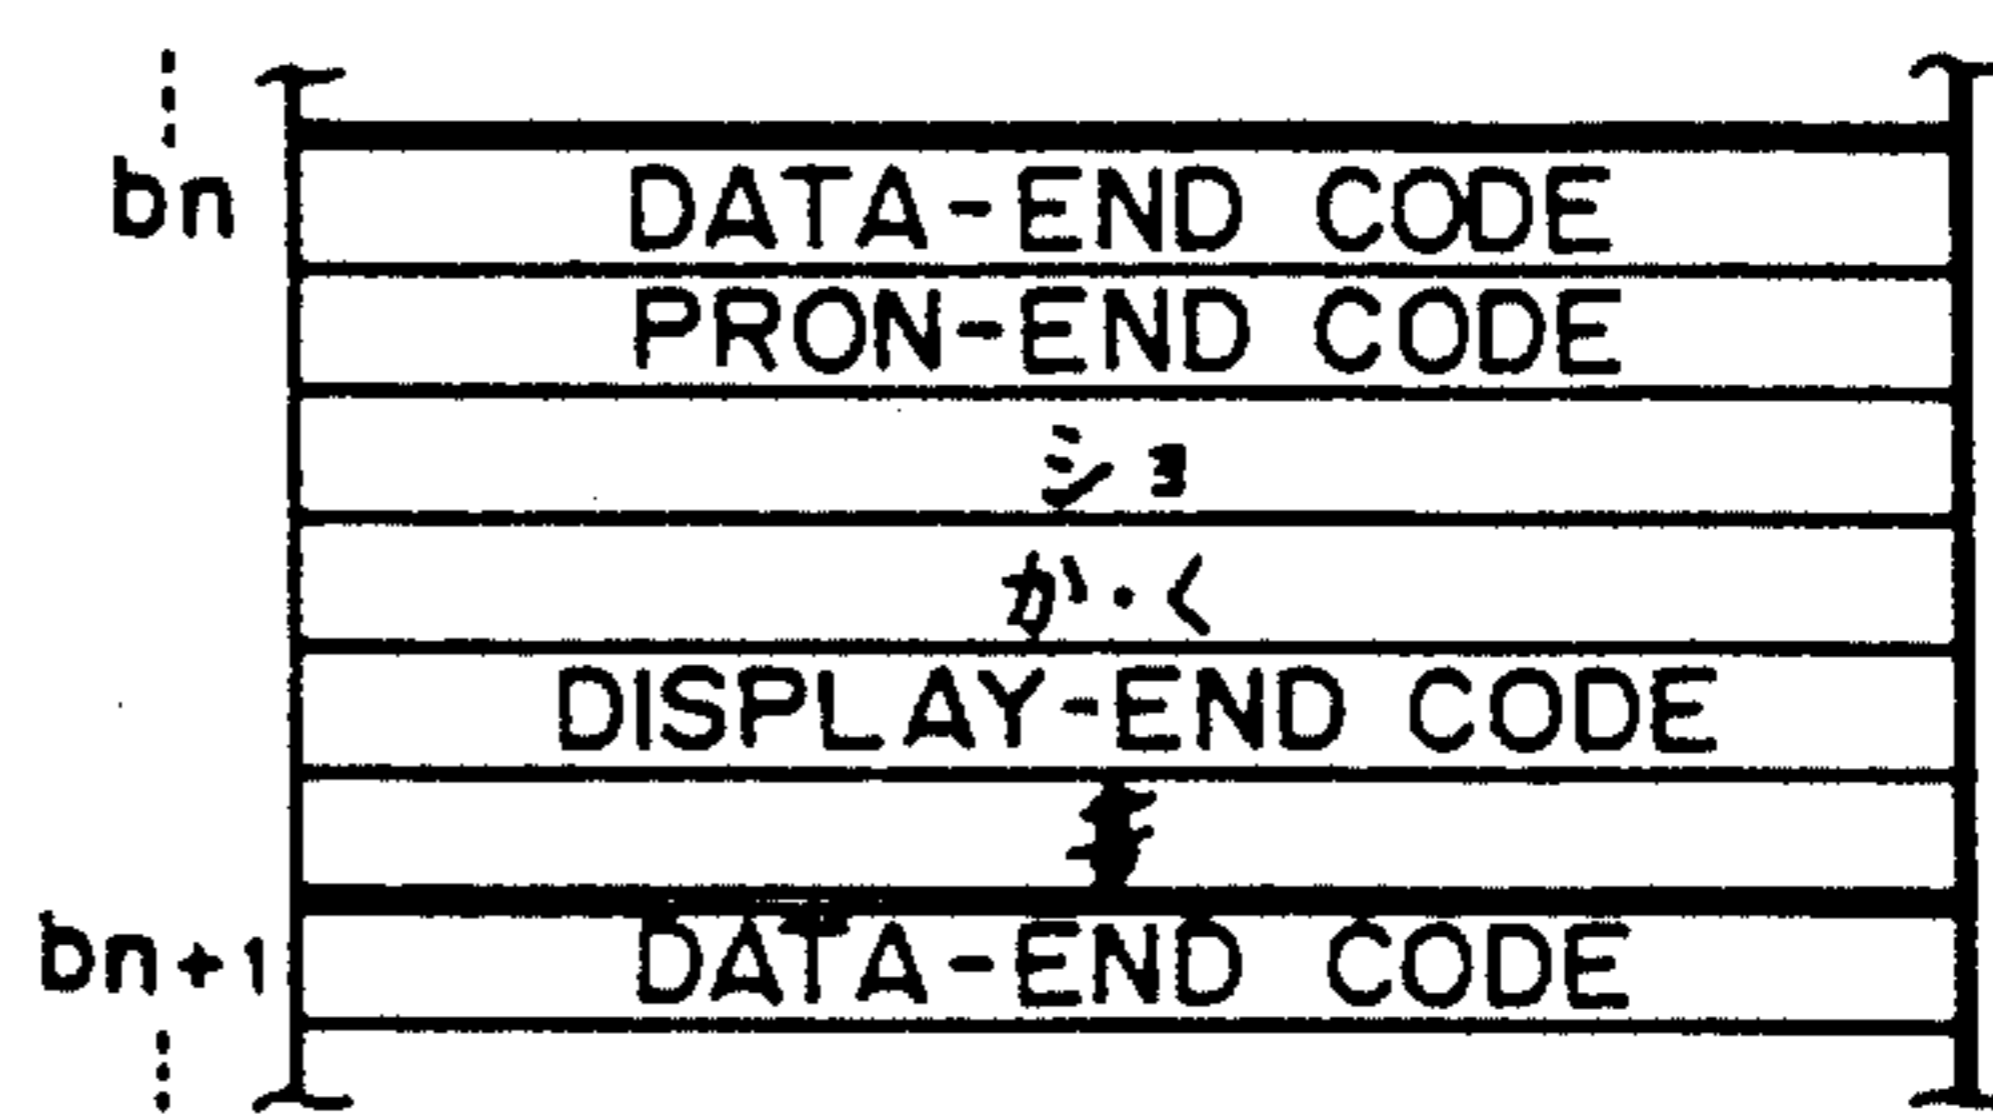 bn DATA-END CODE
PRON-END CODE
ショ
か・く
DISPLAY-END CODE
bn+1 DATA-END CODE